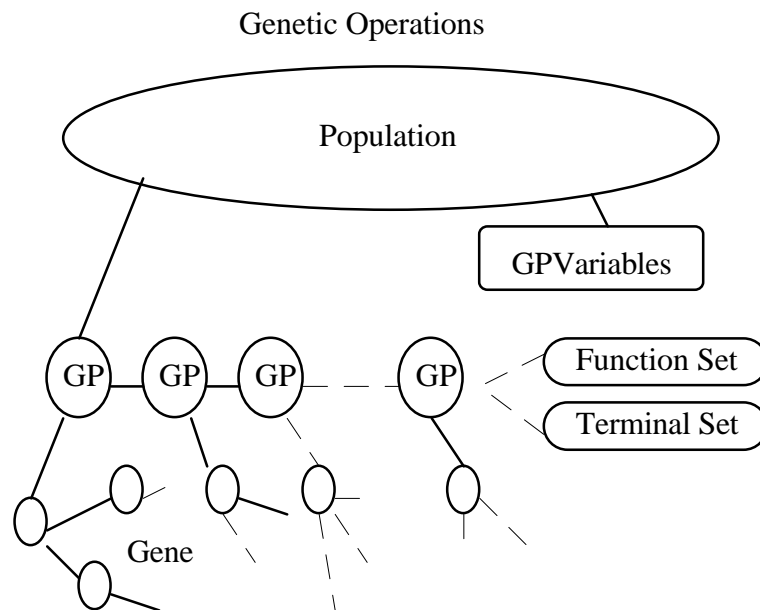 Genetic Operations
Population
GPVariables
GP GP GP GP
Function Set
Terminal Set
Gene